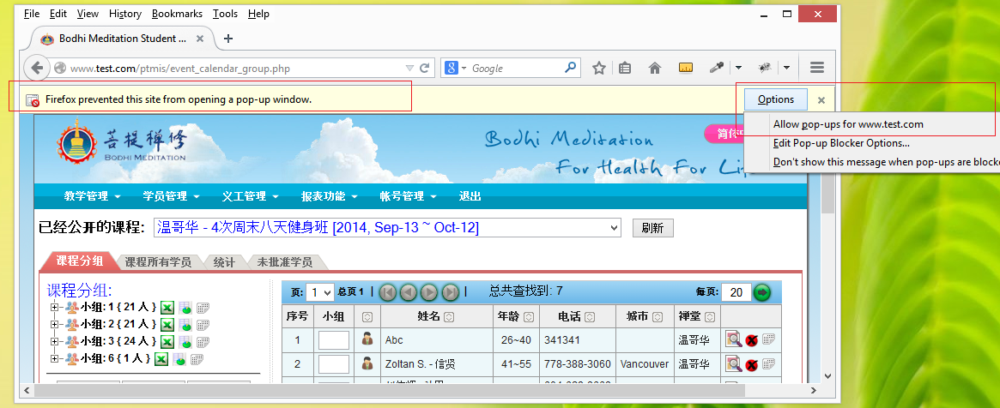 File Edit View History Bookmarks Tools Help
Bodhi Meditation Student ...
www.test.com/ptmis/event_calendar_group.php
Google
Firefox prevented this site from opening a pop-up window.
Options
Allow pop-ups for www.test.com
Edit Pop-up Blocker Options...
Don't show this message when pop-ups are blocke
菩提禅修
BODHI MEDITATION
Bodhi Meditation
For Health For Li
简体
教学管理 学员管理 义工管理 报表功能 帐号管理 退出
已经公开的课程: 温哥华 - 4次周末八天健身班 [2014, Sep-13 ~ Oct-12] 刷新
课程分组 课程所有学员 统计 未批准学员
课程分组:
小组: 1 { 21 人 }
小组: 2 { 21 人 }
小组: 3 { 24 人 }
小组: 6 { 1 人 }
页: 1 总页 1 | | 总共查找到: 7 每页: 20
序号 小组 姓名 年龄 电话 城市 禅堂
1 Abc 26~40 341341 温哥华
2 Zoltan S. - 信贤 41~55 778-388-3060 Vancouver 温哥华